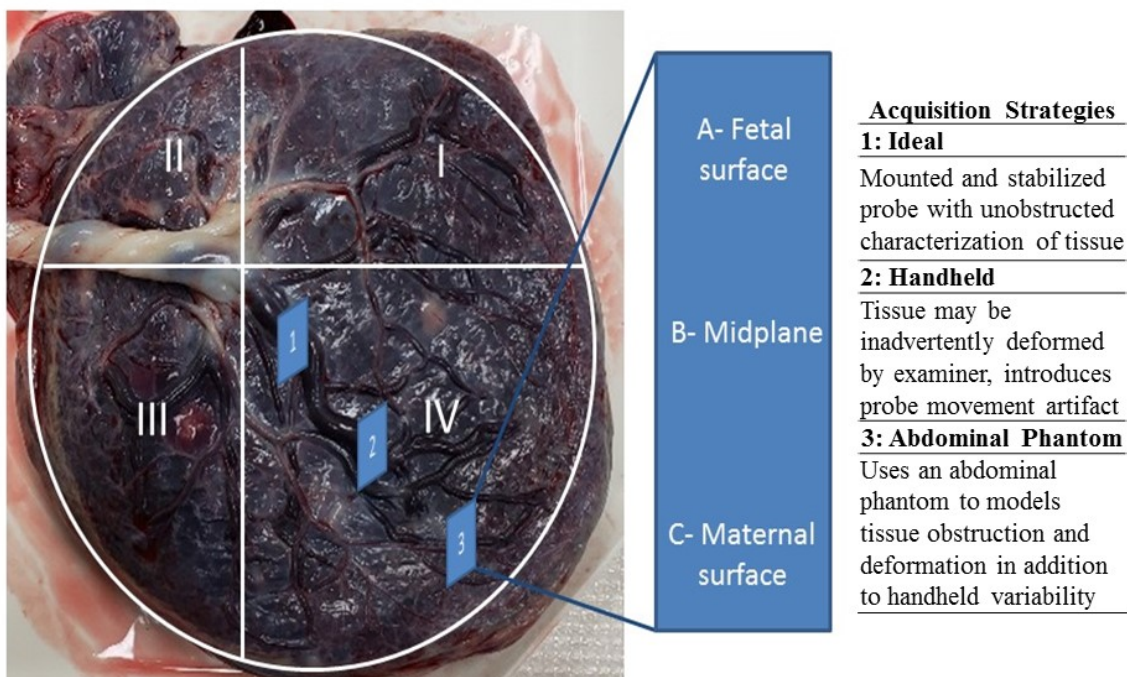 II
I
III
IV
1
2
3
A- Fetal
surface
B- Midplane
C- Maternal
surface
Acquisition Strategies
1: Ideal
Mounted and stabilized
probe with unobstructed
characterization of tissue
2: Handheld
Tissue may be
inadvertently deformed
by examiner, introduces
probe movement artifact
3: Abdominal Phantom
Uses an abdominal
phantom to models
tissue obstruction and
deformation in addition
to handheld variability